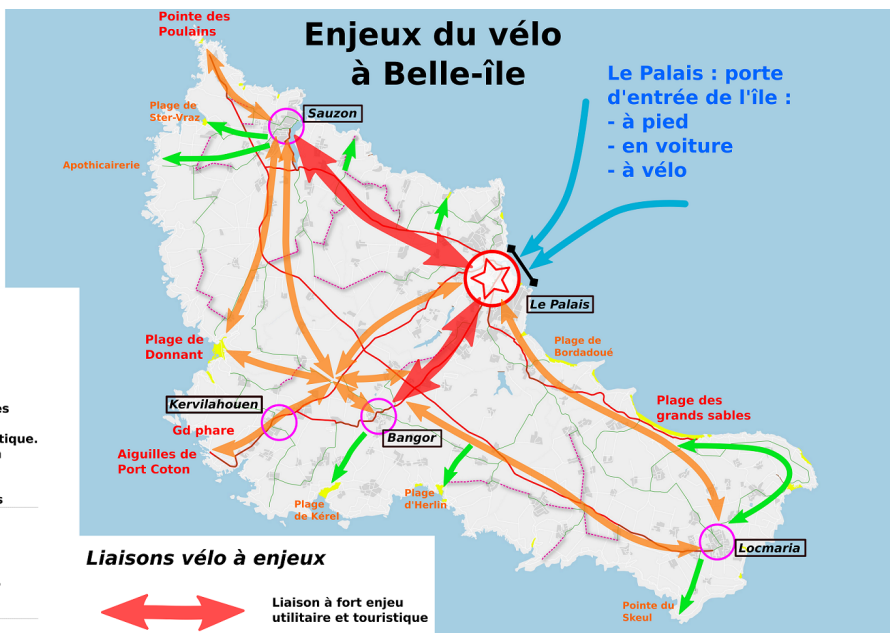 Pointe des
Poulains
Enjeux du vélo
à Belle-île
Le Palais : porte
d'entrée de l'île :
- à pied
- en voiture
- à vélo
Plage de
Ster-Vraz
Sauzon
Apothicairerie
Le Palais
Plage de
Donnant
Plage de
Bordadoué
Kervilahouen
Plage des
grands sables
Gd phare
Bangor
Aiguilles de
Port Coton
Plage
de Kérel
Plage
d'Herlin
Locmaria
Pointe du
Skeul
es
tique.
s
Liaisons vélo à enjeux
Liaison à fort enjeu
utilitaire et touristique